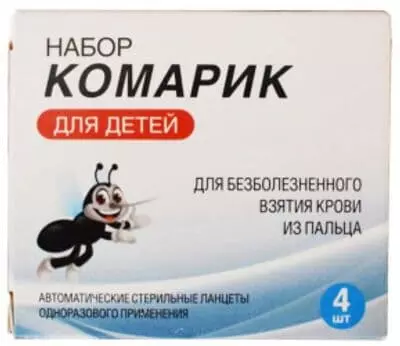 НАБОР
КОМАРИК
ДЛЯ ДЕТЕЙ
ДЛЯ БЕЗБОЛЕЗНЕННОГО
ВЗЯТИЯ КРОВИ
ИЗ ПАЛЬЦА
АВТОМАТИЧЕСКИЕ СТЕРИЛЬНЫЕ ЛАНЦЕТЫ
ОДНОРАЗОВОГО ПРИМЕНЕНИЯ
4
ШТ